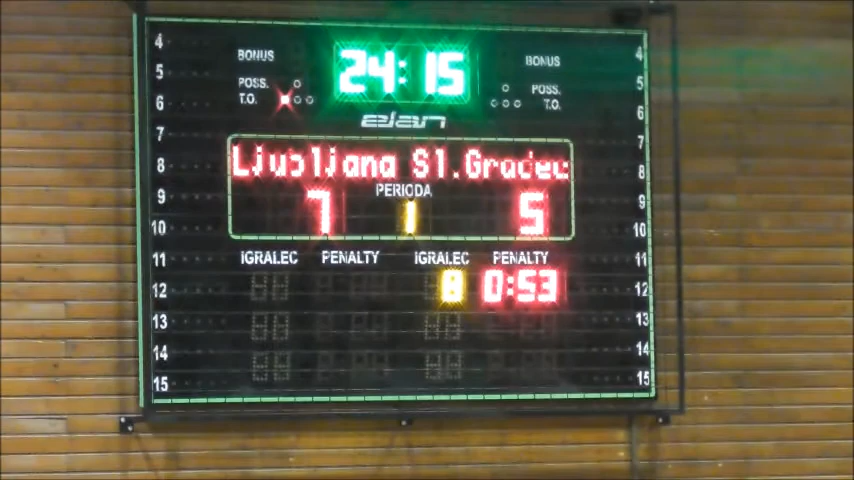 24:15
BONUS BONUS
POSS. POSS.
T.O. T.O.
elan
Ljubljana Sl.Gradec
PERIODA
7 1 5
IGRALEC PENALTY IGRALEC PENALTY
8 0:53
4 4
5 5
6 6
7 7
8 8
9 9
10 10
11 11
12 12
13 13
14 14
15 15